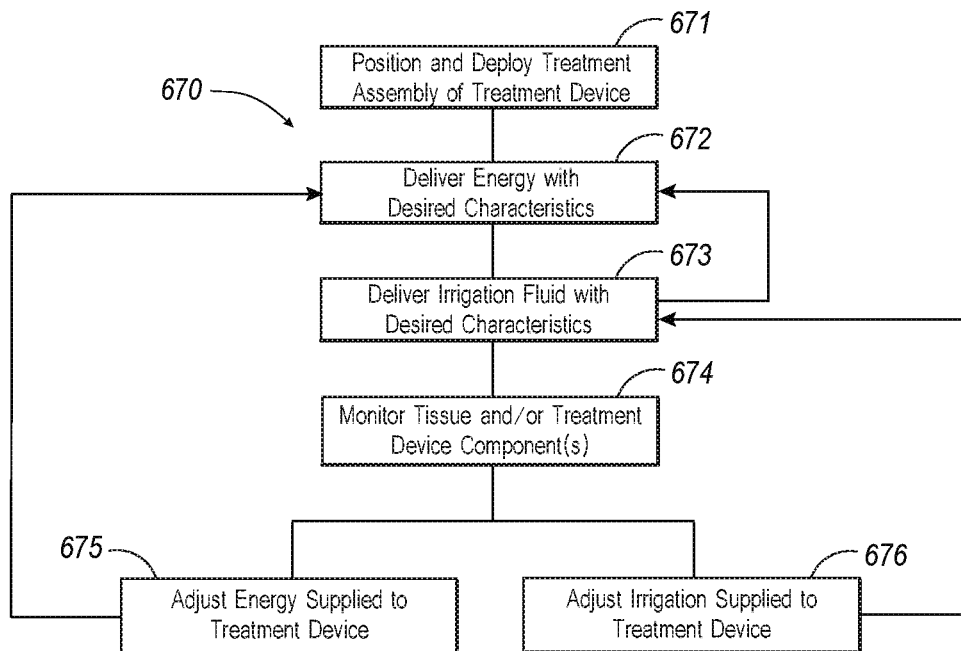 671
Position and Deploy Treatment
Assembly of Treatment Device
670
672
Deliver Energy with
Desired Characteristics
673
Deliver Irrigation Fluid with
Desired Characteristics
674
Monitor Tissue and/or Treatment
Device Component(s)
675
Adjust Energy Supplied to
Treatment Device
676
Adjust Irrigation Supplied to
Treatment Device